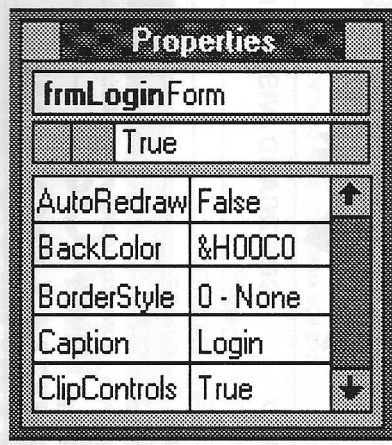 Properties
frmLoginForm
True
AutoRedraw False
BackColor &H00C0
BorderStyle 0 - None
Caption Login
ClipControls True